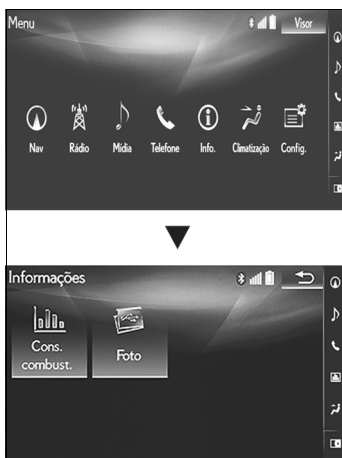 Menu
Visor
Nav
Rádio
Mídia
Telefone
Info.
Climatização
Config.
Informações
Cons.
combust.
Foto